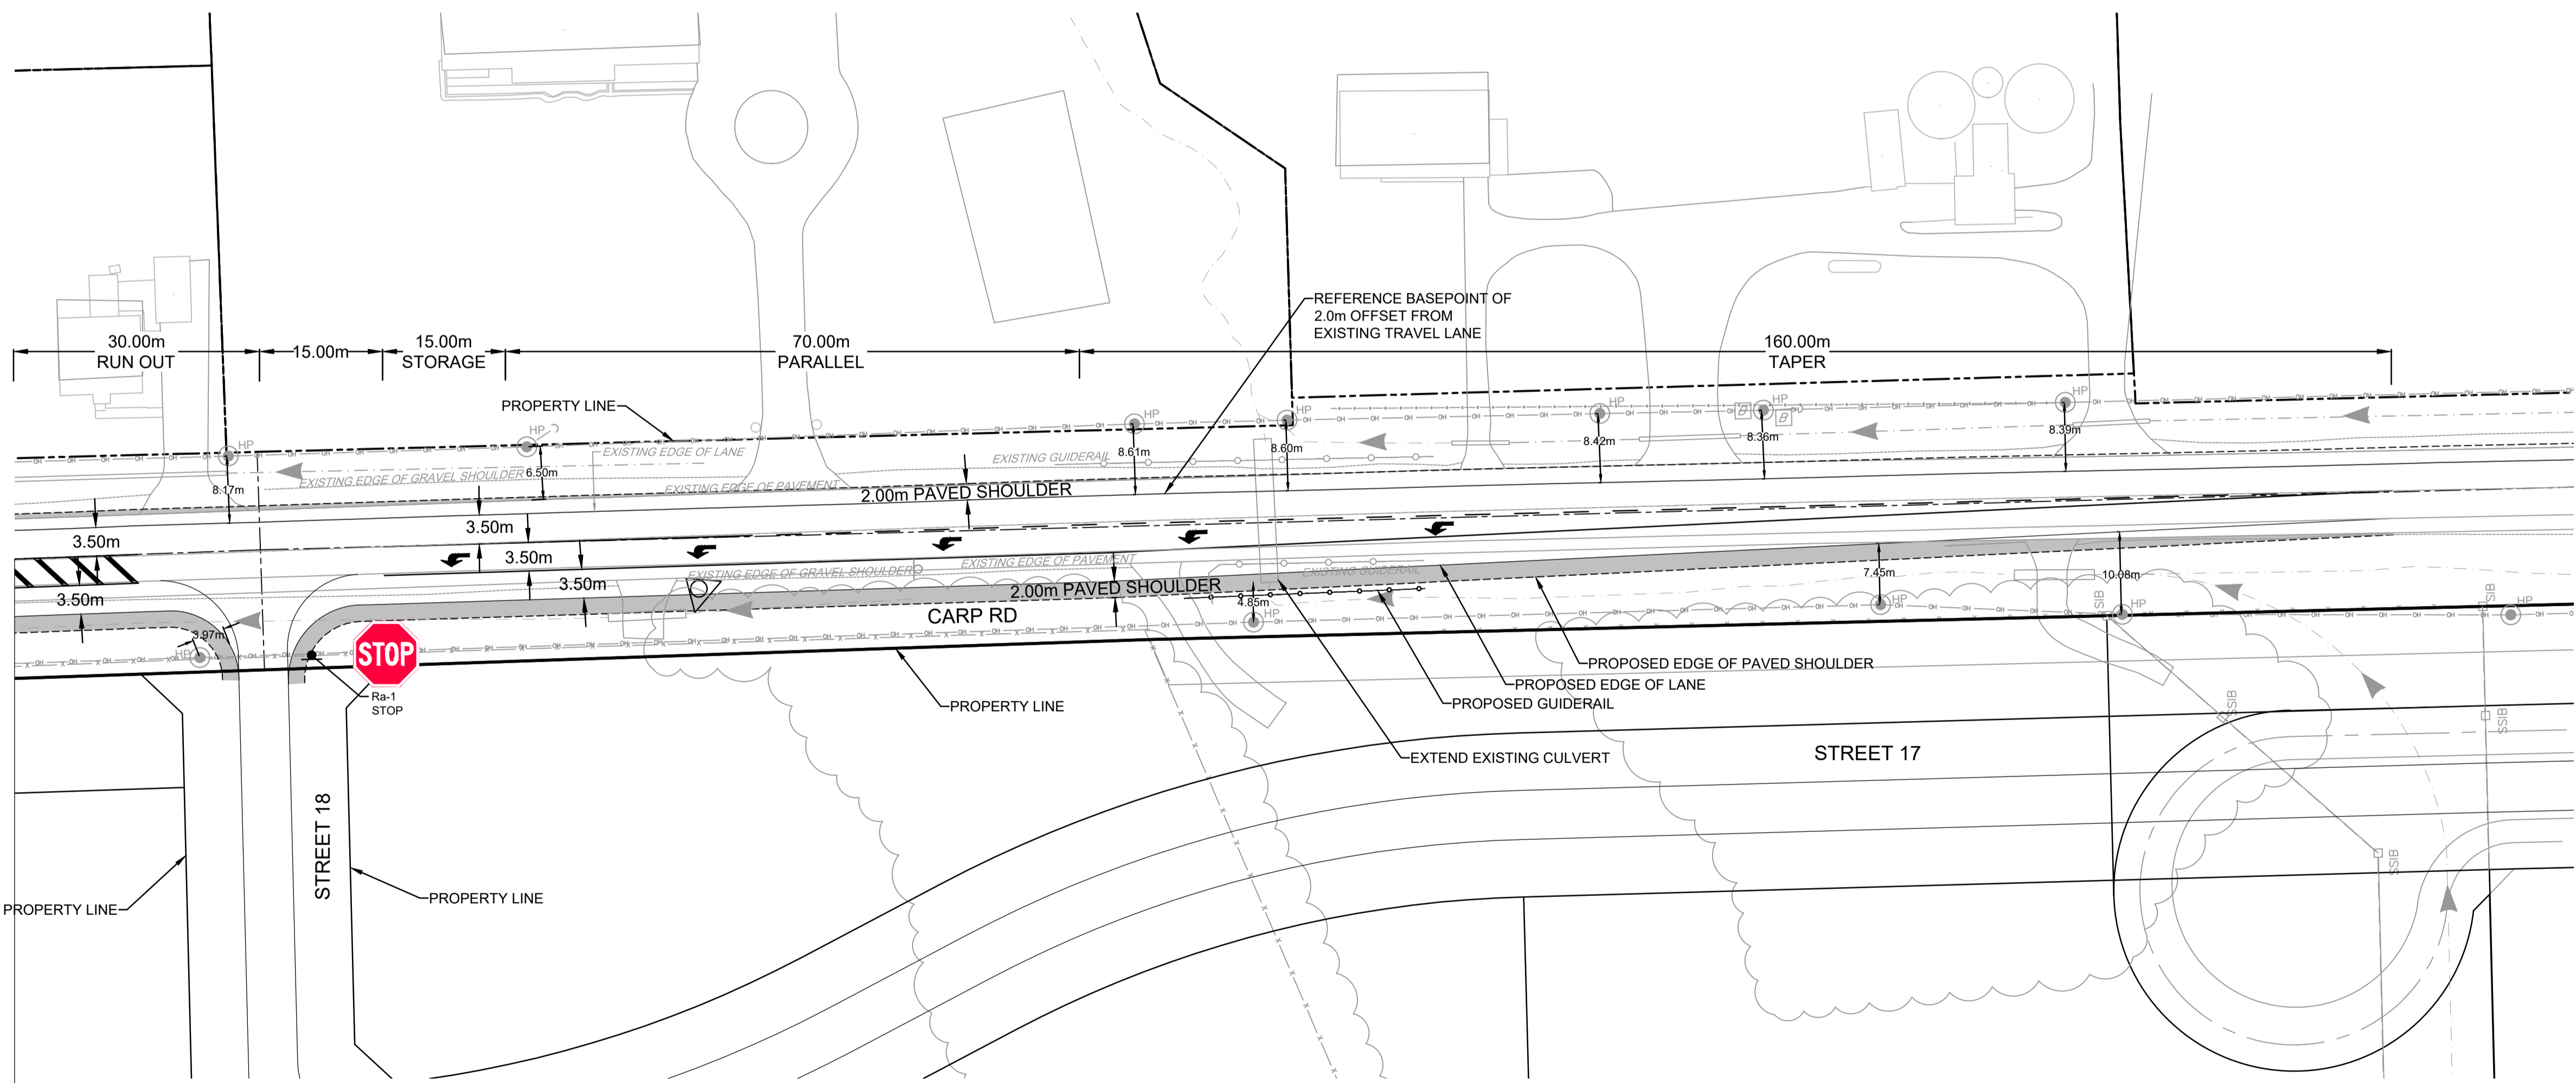 REFERENCE BASEPOINT OF
2.0m OFFSET FROM
EXISTING TRAVEL LANE
30.00m
RUN OUT
15.00m
15.00m
STORAGE
70.00m
PARALLEL
160.00m
TAPER
PROPERTY LINE
HP
HP
HP
HP
HP
HP
HP
B
B
EXISTING EDGE OF LANE
EXISTING GUIDERAIL
8.61m
8.60m
8.42m
8.36m
8.39m
6.50m
8.17m
EXISTING EDGE OF GRAVEL SHOULDER
EXISTING EDGE OF PAVEMENT
2.00m PAVED SHOULDER
3.50m
3.50m
3.50m
3.50m
3.50m
EXISTING EDGE OF GRAVEL SHOULDER
EXISTING EDGE OF PAVEMENT
EXISTING GUIDERAIL
2.00m PAVED SHOULDER
7.45m
10.08m
4.85m
CARP RD
HP
HP
HP
HP
HP
3.97m
SIB
SIB
STOP
Ra-1
STOP
PROPOSED EDGE OF PAVED SHOULDER
PROPOSED EDGE OF LANE
PROPOSED GUIDERAIL
PROPERTY LINE
EXTEND EXISTING CULVERT
STREET 17
SSIB
SSIB
SSIB
STREET 18
PROPERTY LINE
PROPERTY LINE